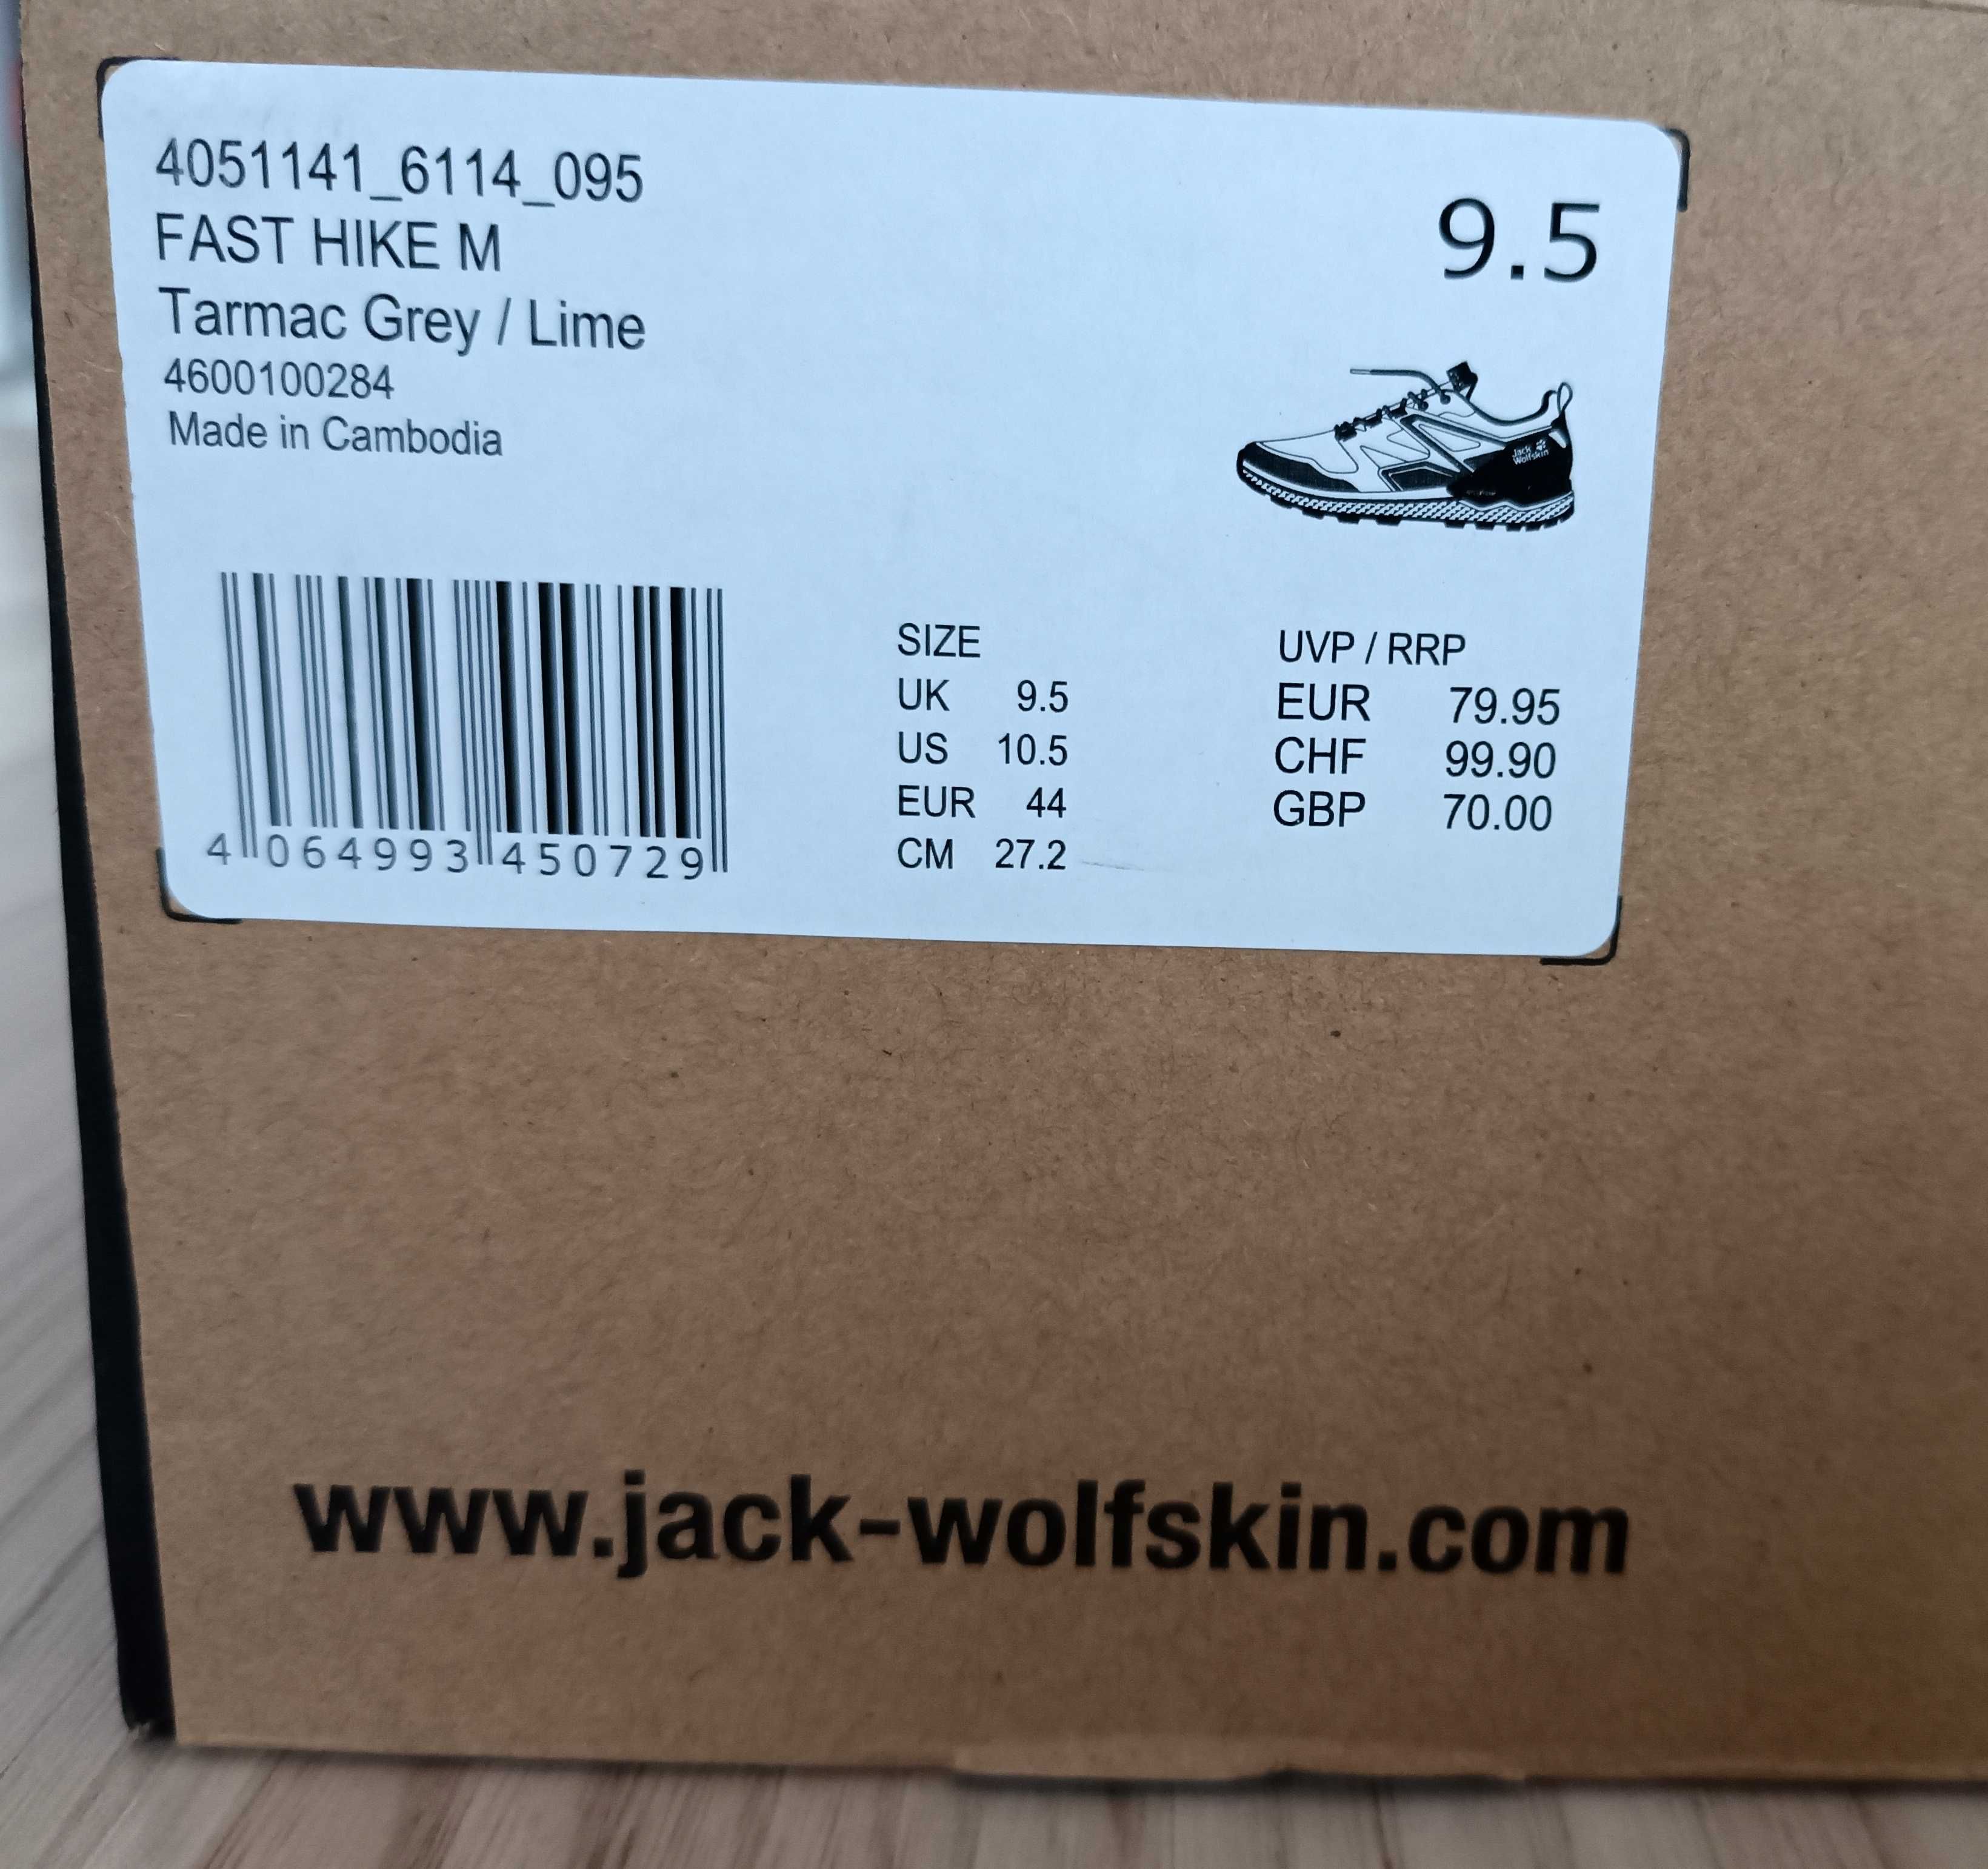 4051141_6114_095
FAST HIKE M
Tarmac Grey / Lime
4600100284
Made in Cambodia
9.5
Jack
Wolfskin
4 064993 450729
SIZE
UK 9.5
US 10.5
EUR 44
CM 27.2
UVP / RRP
EUR 79.95
CHF 99.90
GBP 70.00
www.jack-wolfskin.com